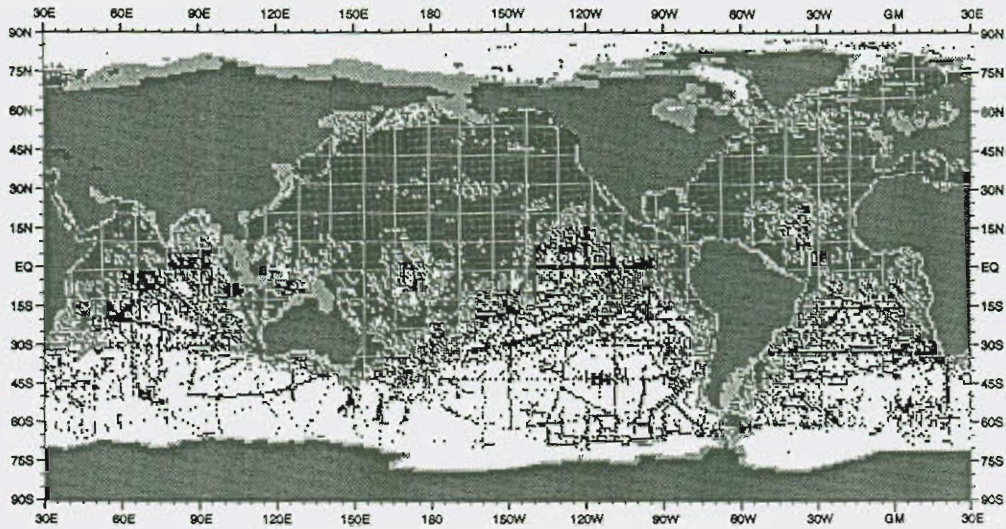 30E 60E 90E 120E 150E 180 150W 120W 90W 60W 30W GM 30E
90N 90N
75N 75N
60N 60N
45N 45N
30N 30N
15N 15N
EQ EQ
15S 15S
30S 30S
45S 45S
60S 60S
75S 75S
90S 90S
30E 60E 90E 120E 150E 180 150W 120W 90W 60W 30W GM 30E